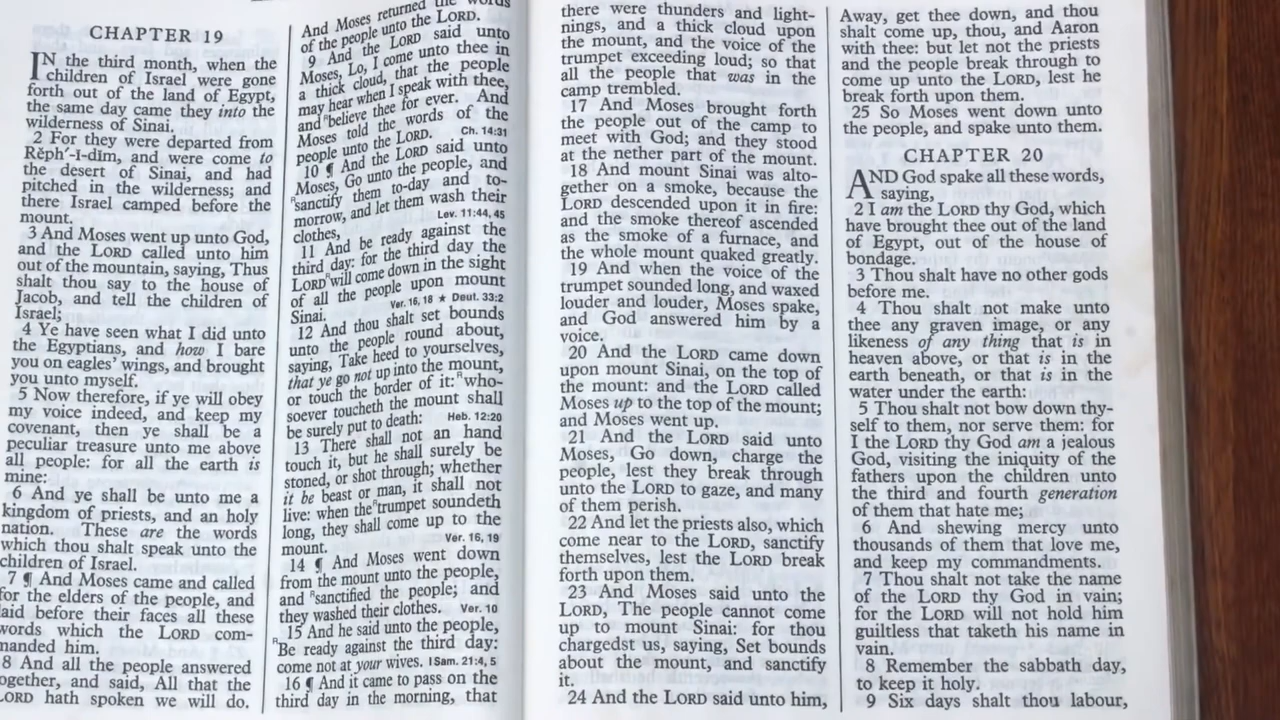 CHAPTER 19
IN the third month, when the
children of Israel were gone
forth out of the land of Egypt,
the same day came they into the
wilderness of Sinai.
2 For they were departed from
Rĕph´-ĭ-dĭm, and were come to
the desert of Sinai, and had
pitched in the wilderness; and
there Israel camped before the
mount.
3 And Moses went up unto God,
and the LORD called unto him
out of the mountain, saying, Thus
shalt thou say to the house of
Jacob, and tell the children of
Israel;
4 Ye have seen what I did unto
the Egyptians, and how I bare
you on eagles' wings, and brought
you unto myself.
5 Now therefore, if ye will obey
my voice indeed, and keep my
covenant, then ye shall be a
peculiar treasure unto me above
all people: for all the earth is
mine:
6 And ye shall be unto me a
kingdom of priests, and an holy
nation. These are the words
which thou shalt speak unto the
children of Israel.
7 ¶ And Moses came and called
for the elders of the people, and
laid before their faces all these
words which the LORD com-
manded him.
8 And all the people answered
together, and said, All that the
LORD hath spoken we will do.
And Moses returned the words
of the people unto the LORD.
9 And the LORD said unto
Moses, Lo, I come unto thee in
a thick cloud, that the people
may hear when I speak with thee,
and ᴿbelieve thee for ever. And
Moses told the words of the
people unto the LORD. Ch. 14:31
10 ¶ And the LORD said unto
Moses, Go unto the people, and
ᴿsanctify them to-day and to-
morrow, and let them wash their
clothes, Lev. 11:44, 45
11 And be ready against the
third day: for the third day the
LORDᴿwill come down in the sight
of all the people upon mount
Sinai. Ver. 16, 18 ★ Deut. 33:2
12 And thou shalt set bounds
unto the people round about,
saying, Take heed to yourselves,
that ye go not up into the mount,
or touch the border of it: ᴿwho-
soever toucheth the mount shall
be surely put to death: Heb. 12:20
13 There shall not an hand
touch it, but he shall surely be
stoned, or shot through; whether
it be beast or man, it shall not
live: when theᴿtrumpet soundeth
long, they shall come up to the
mount. Ver. 16, 19
14 ¶ And Moses went down
from the mount unto the people,
and ᴿsanctified the people; and
they washed their clothes. Ver. 10
15 And he said unto the people,
ᴿBe ready against the third day:
come not at your wives. I Sam. 21:4, 5
16 ¶ And it came to pass on the
third day in the morning, that
there were thunders and light-
nings, and a thick cloud upon
the mount, and the voice of the
trumpet exceeding loud; so that
all the people that was in the
camp trembled.
17 And Moses brought forth
the people out of the camp to
meet with God; and they stood
at the nether part of the mount.
18 And mount Sinai was alto-
gether on a smoke, because the
LORD descended upon it in fire:
and the smoke thereof ascended
as the smoke of a furnace, and
the whole mount quaked greatly.
19 And when the voice of the
trumpet sounded long, and waxed
louder and louder, Moses spake,
and God answered him by a
voice.
20 And the LORD came down
upon mount Sinai, on the top of
the mount: and the LORD called
Moses up to the top of the mount;
and Moses went up.
21 And the LORD said unto
Moses, Go down, charge the
people, lest they break through
unto the LORD to gaze, and many
of them perish.
22 And let the priests also, which
come near to the LORD, sanctify
themselves, lest the LORD break
forth upon them.
23 And Moses said unto the
LORD, The people cannot come
up to mount Sinai: for thou
chargedst us, saying, Set bounds
about the mount, and sanctify
it.
24 And the LORD said unto him,
Away, get thee down, and thou
shalt come up, thou, and Aaron
with thee: but let not the priests
and the people break through to
come up unto the LORD, lest he
break forth upon them.
25 So Moses went down unto
the people, and spake unto them.
CHAPTER 20
AND God spake all these words,
saying,
2 I am the LORD thy God, which
have brought thee out of the land
of Egypt, out of the house of
bondage.
3 Thou shalt have no other gods
before me.
4 Thou shalt not make unto
thee any graven image, or any
likeness of any thing that is in
heaven above, or that is in the
earth beneath, or that is in the
water under the earth:
5 Thou shalt not bow down thy-
self to them, nor serve them: for
I the LORD thy God am a jealous
God, visiting the iniquity of the
fathers upon the children unto
the third and fourth generation
of them that hate me;
6 And shewing mercy unto
thousands of them that love me,
and keep my commandments.
7 Thou shalt not take the name
of the LORD thy God in vain;
for the LORD will not hold him
guiltless that taketh his name in
vain.
8 Remember the sabbath day,
to keep it holy.
9 Six days shalt thou labour,